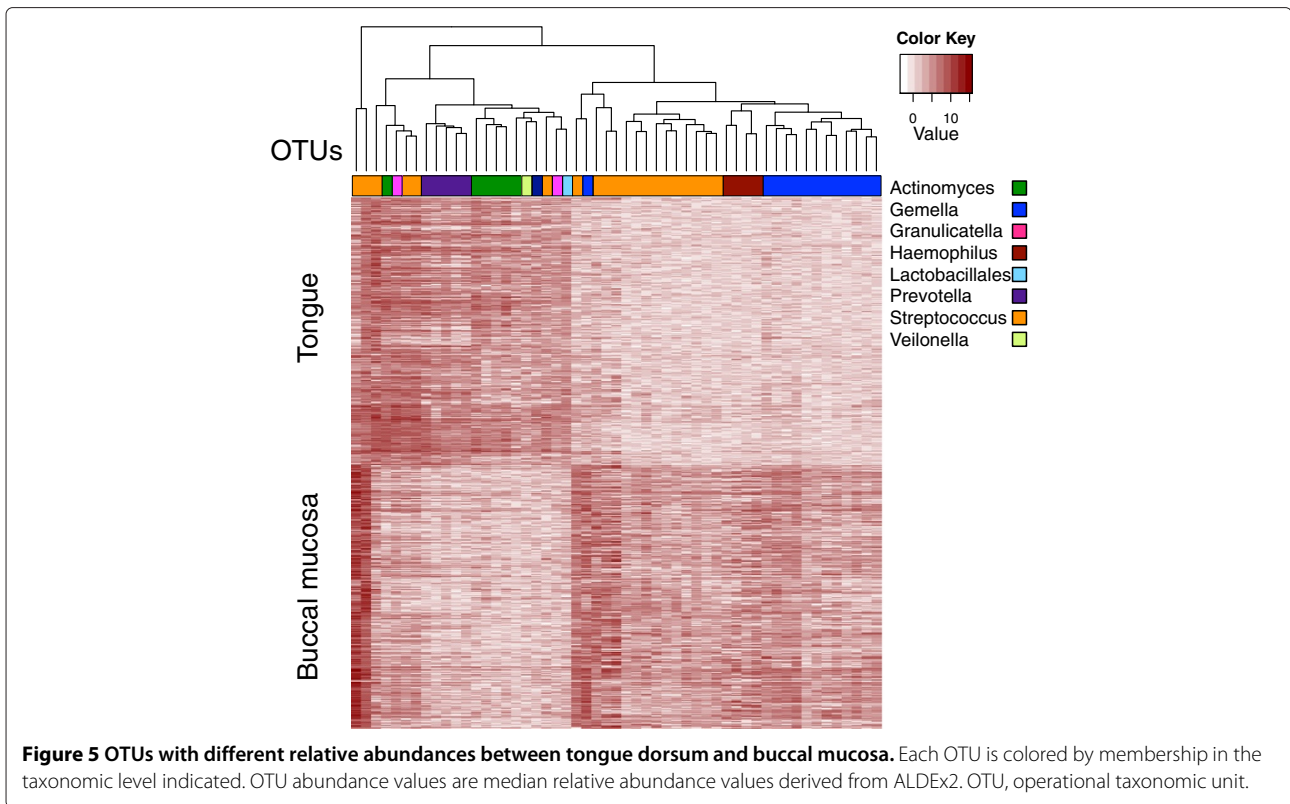 Color Key
0 10
Value
OTUs
Actinomyces
Gemella
Granulicatella
Haemophilus
Lactobacillales
Prevotella
Streptococcus
Veilonella
Tongue
Buccal mucosa
Figure 5 OTUs with different relative abundances between tongue dorsum and buccal mucosa. Each OTU is colored by membership in the
taxonomic level indicated. OTU abundance values are median relative abundance values derived from ALDEx2. OTU, operational taxonomic unit.